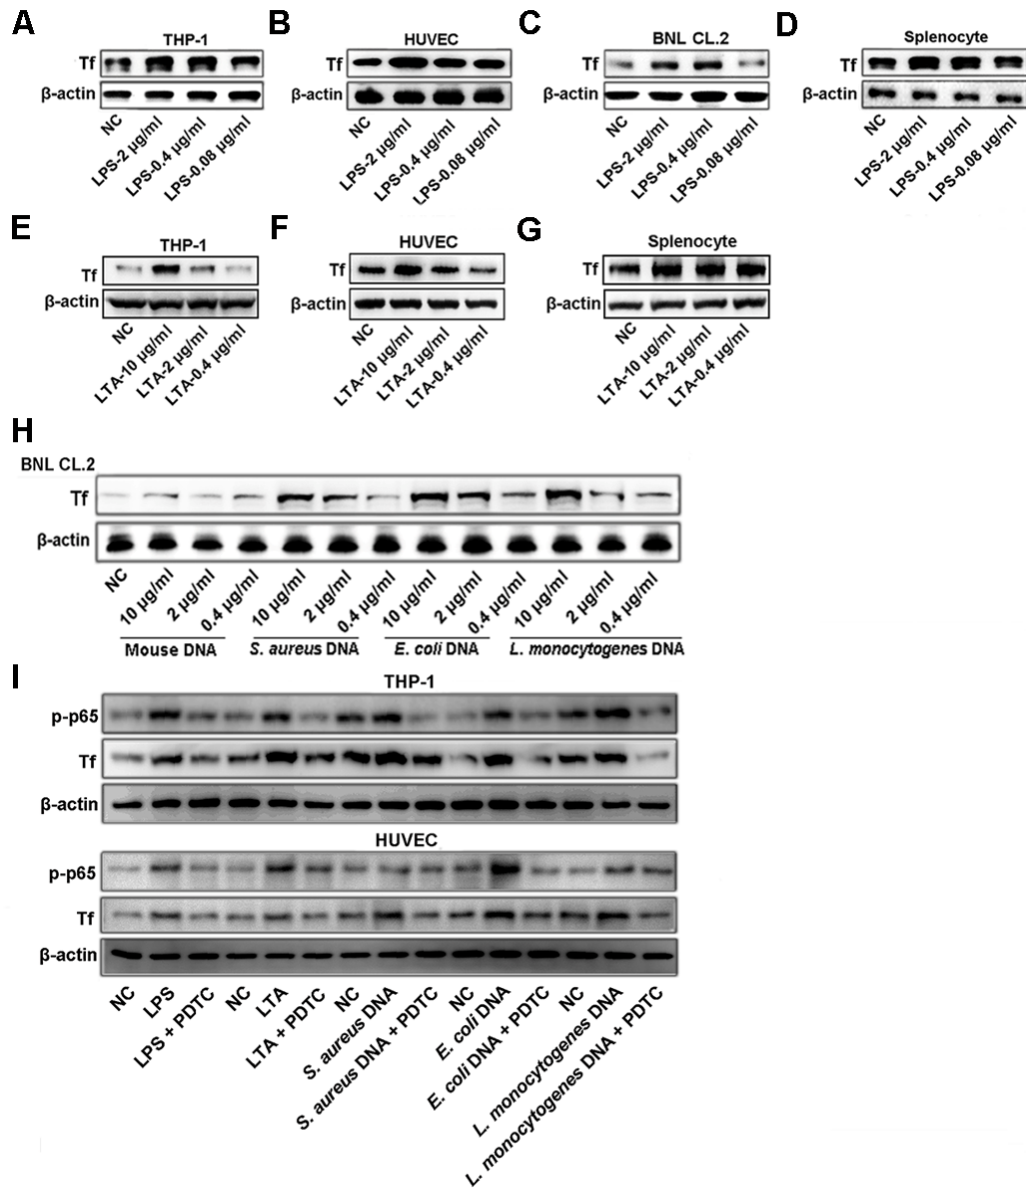 A
THP-1
Tf
β-actin
NC
LPS-2 μg/ml
LPS-0.4 μg/ml
LPS-0.08 μg/ml
B
HUVEC
Tf
β-actin
NC
LPS-2 μg/ml
LPS-0.4 μg/ml
LPS-0.08 μg/ml
C
BNL CL.2
Tf
β-actin
NC
LPS-2 μg/ml
LPS-0.4 μg/ml
LPS-0.08 μg/ml
D
Splenocyte
Tf
β-actin
NC
LPS-2 μg/ml
LPS-0.4 μg/ml
LPS-0.08 μg/ml
E
THP-1
Tf
β-actin
NC
LTA-10 μg/ml
LTA-2 μg/ml
LTA-0.4 μg/ml
F
HUVEC
Tf
β-actin
NC
LTA-10 μg/ml
LTA-2 μg/ml
LTA-0.4 μg/ml
G
Splenocyte
Tf
β-actin
NC
LTA-10 μg/ml
LTA-2 μg/ml
LTA-0.4 μg/ml
H
BNL CL.2
Tf
β-actin
NC
10 μg/ml
2 μg/ml
0.4 μg/ml
10 μg/ml
2 μg/ml
0.4 μg/ml
10 μg/ml
2 μg/ml
0.4 μg/ml
10 μg/ml
2 μg/ml
0.4 μg/ml
Mouse DNA
S. aureus DNA
E. coli DNA
L. monocytogenes DNA
I
THP-1
p-p65
Tf
β-actin
HUVEC
p-p65
Tf
β-actin
NC
LPS
LPS + PDTC
NC
LTA
LTA + PDTC
NC
S. aureus DNA
S. aureus DNA + PDTC
NC
E. coli DNA
E. coli DNA + PDTC
NC
L. monocytogenes DNA
L. monocytogenes DNA + PDTC